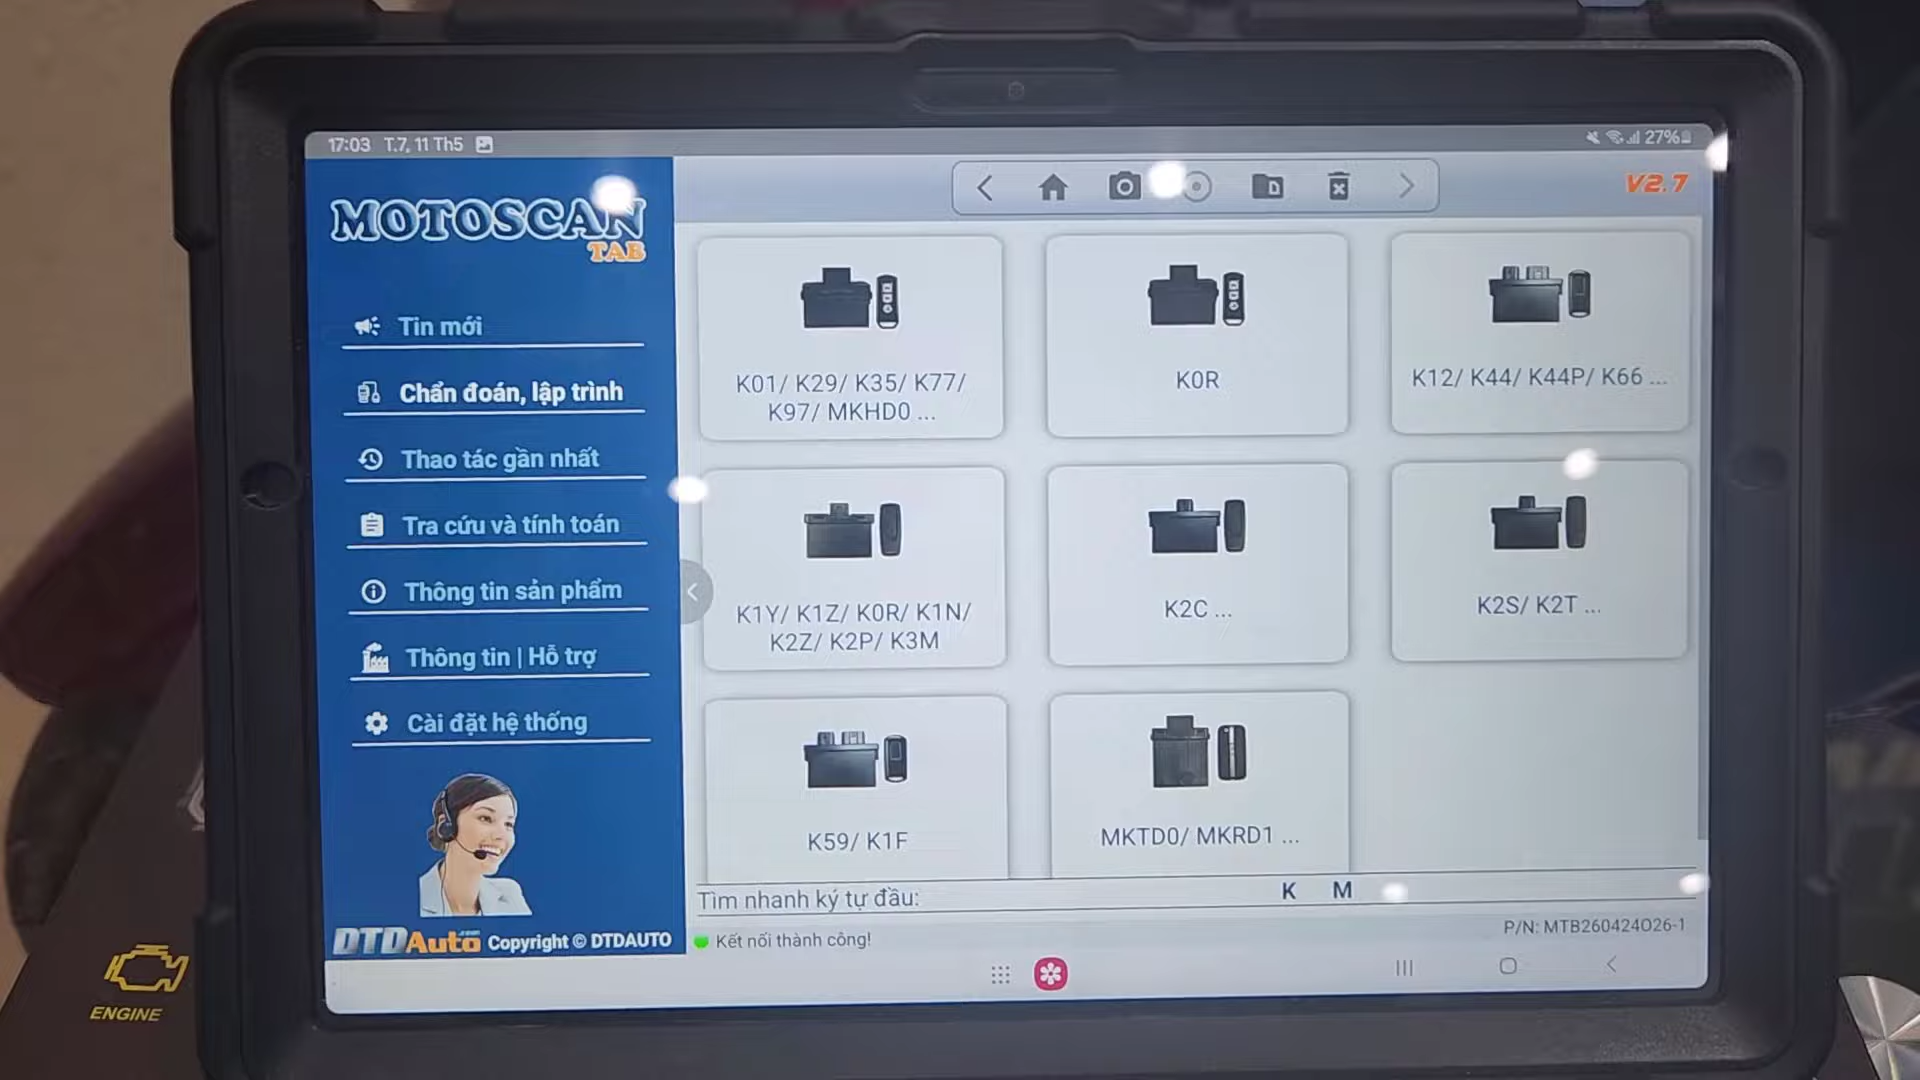 17:03 T.7, 11 Th5
27%
MOTOSCAN
TAB
V2.7
Tin mới
Chẩn đoán, lập trình
Thao tác gần nhất
Tra cứu và tính toán
Thông tin sản phẩm
Thông tin | Hỗ trợ
Cài đặt hệ thống
DTDAuto Copyright © DTDAUTO
K01/ K29/ K35/ K77/
K97/ MKHD0 ...
K0R
K12/ K44/ K44P/ K66 ...
K1Y/ K1Z/ K0R/ K1N/
K2Z/ K2P/ K3M
K2C ...
K2S/ K2T ...
K59/ K1F
MKTD0/ MKRD1 ...
Tìm nhanh ký tự đầu:
K M
Kết nối thành công!
P/N: MTB260424O26-1
ENGINE